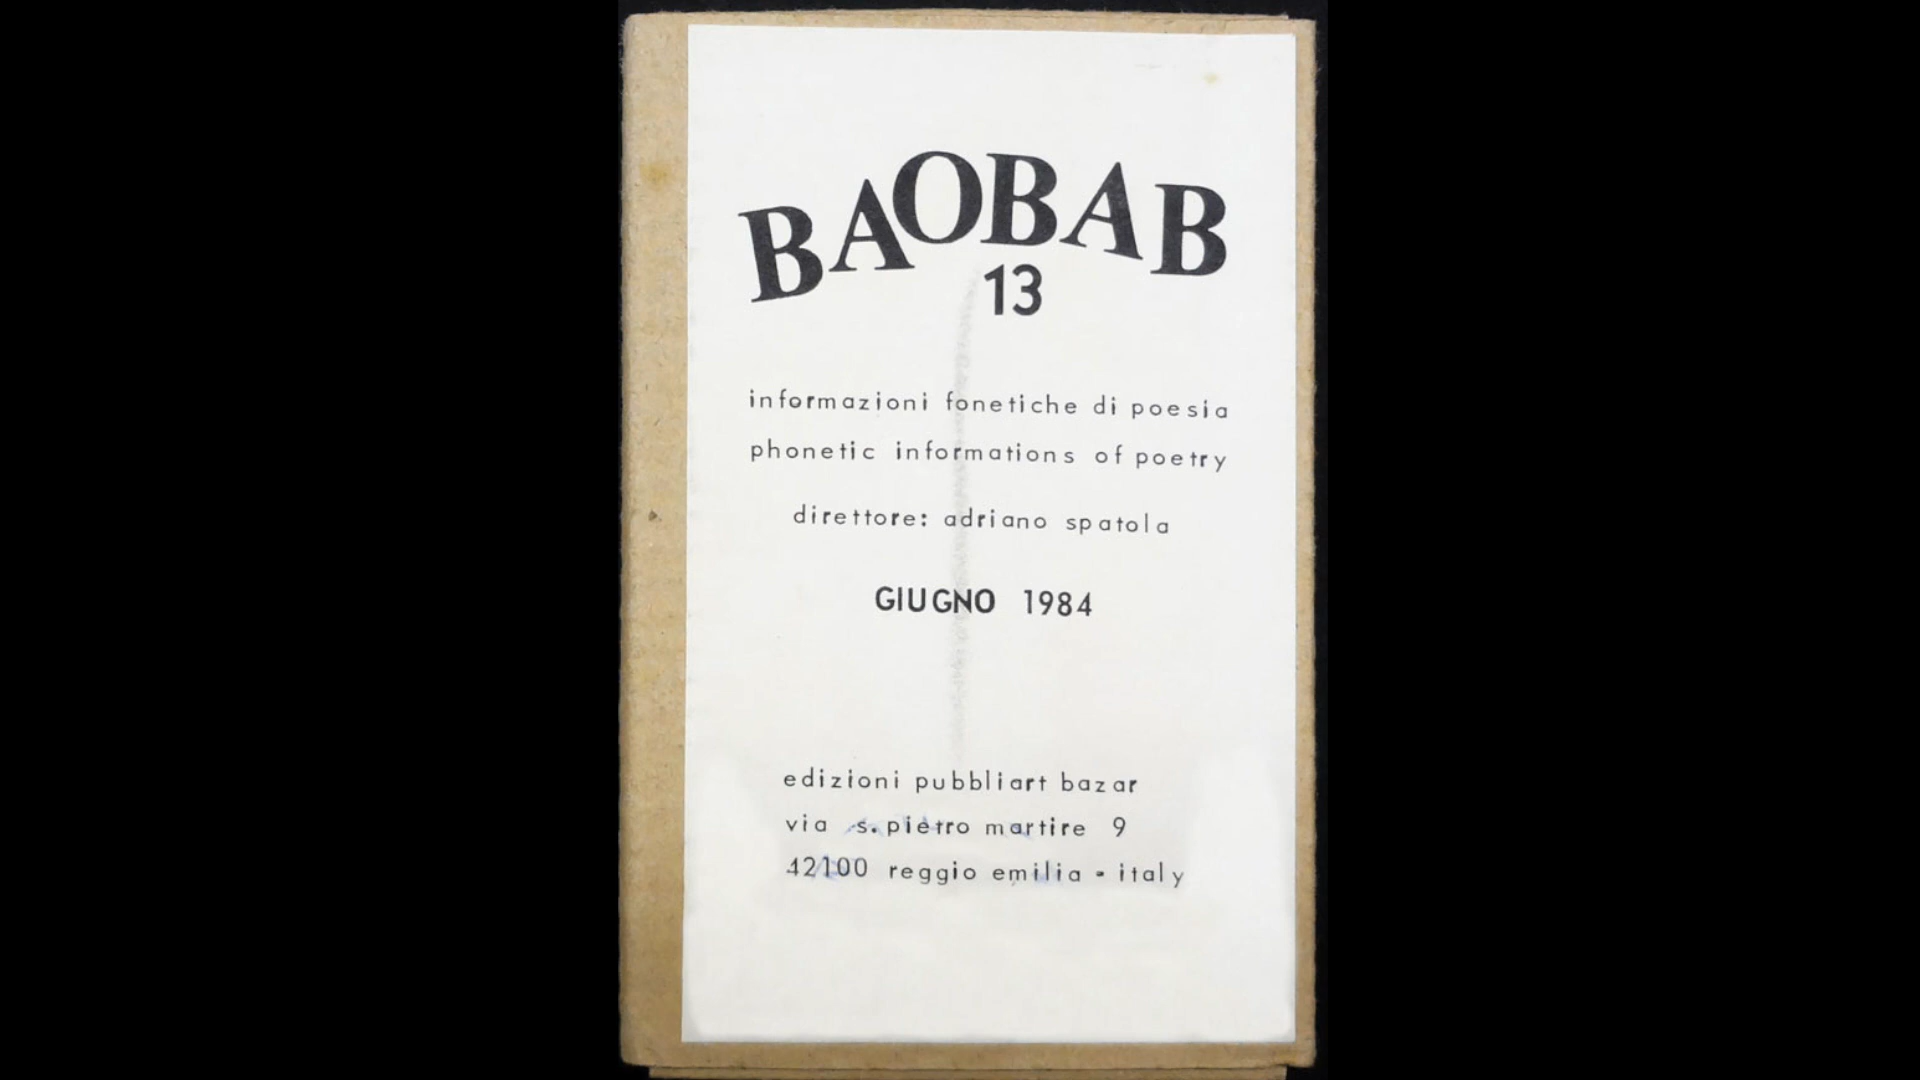 BAOBAB
13
informazioni fonetiche di poesia
phonetic informations of poetry
direttore: adriano spatola
GIUGNO 1984
edizioni pubbliart bazar
via s. pietro martire 9
42100 reggio emilia - italy